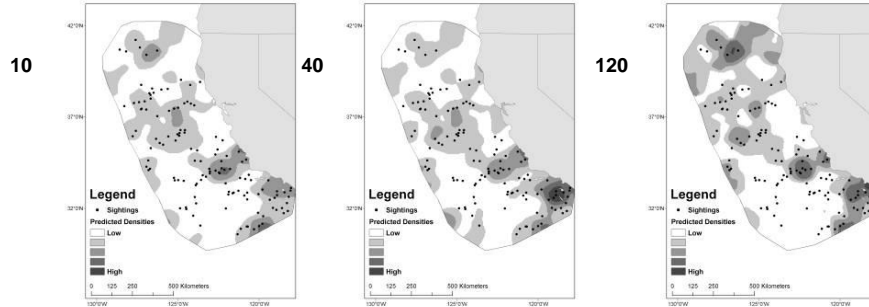 10
42°0'N
37°0'N
32°0'N
Legend
• Sightings
Predicted Densities
Low
High
0 125 250 500 Kilometers
130°0'W 125°0'W 120°0'W
40
42°0'N
37°0'N
32°0'N
Legend
• Sightings
Predicted Densities
Low
High
0 125 250 500 Kilometers
130°0'W 125°0'W 120°0'W
120
42°0'N
37°0'N
32°0'N
Legend
• Sightings
Predicted Densities
Low
High
0 125 250 500 Kilometers
130°0'W 125°0'W 120°0'W